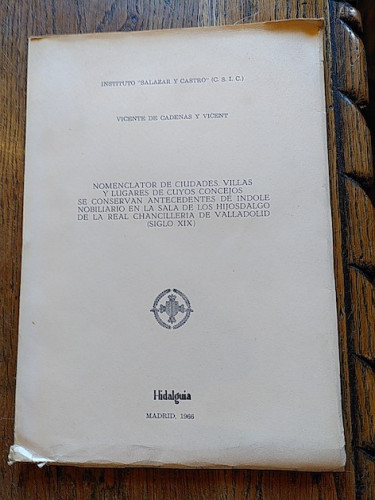 INSTITUTO "SALAZAR Y CASTRO" (C. S. I. C.)
VICENTE DE CADENAS Y VICENT
NOMENCLATOR DE CIUDADES, VILLAS
Y LUGARES DE CUYOS CONCEJOS
SE CONSERVAN ANTECEDENTES DE INDOLE
NOBILIARIO EN LA SALA DE LOS HIJOSDALGO
DE LA REAL CHANCILLERIA DE VALLADOLID
(SIGLO XIX)
Hidalguia
MADRID, 1966